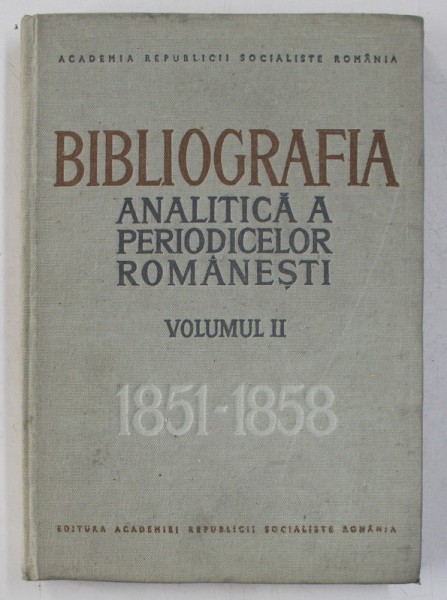 ACADEMIA REPUBLICII SOCIALISTE ROMÂNIA
BIBLIOGRAFIA
ANALITICĂ A
PERIODICELOR
ROMÂNEȘTI
VOLUMUL II
1851-1858
EDITURA ACADEMIEI REPUBLICII SOCIALISTE ROMÂNIA